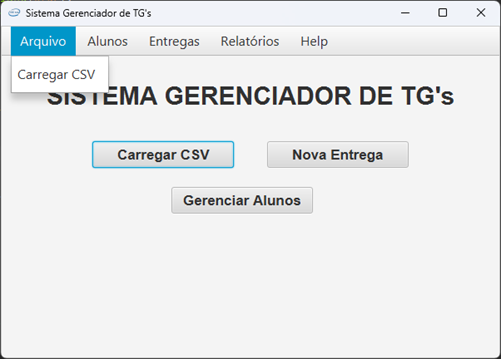 Sistema Gerenciador de TG's
Arquivo Alunos Entregas Relatórios Help
Carregar CSV
SISTEMA GERENCIADOR DE TG's
Carregar CSV Nova Entrega
Gerenciar Alunos